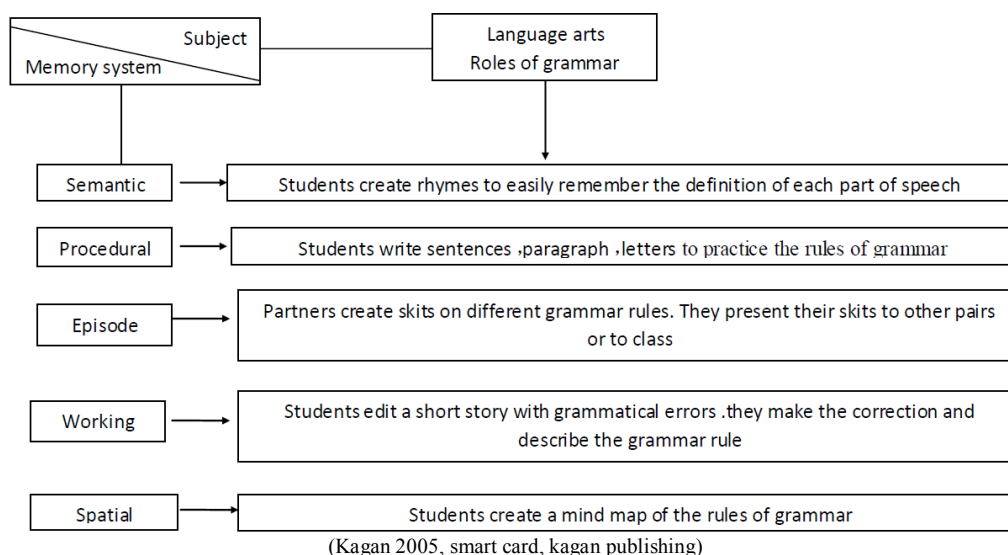 Subject
Memory system
Language arts
Roles of grammar
Semantic
Students create rhymes to easily remember the definition of each part of speech
Procedural
Students write sentences ,paragraph ,letters to practice the rules of grammar
Episode
Partners create skits on different grammar rules. They present their skits to other pairs
or to class
Working
Students edit a short story with grammatical errors .they make the correction and
describe the grammar rule
Spatial
Students create a mind map of the rules of grammar
(Kagan 2005, smart card, kagan publishing)